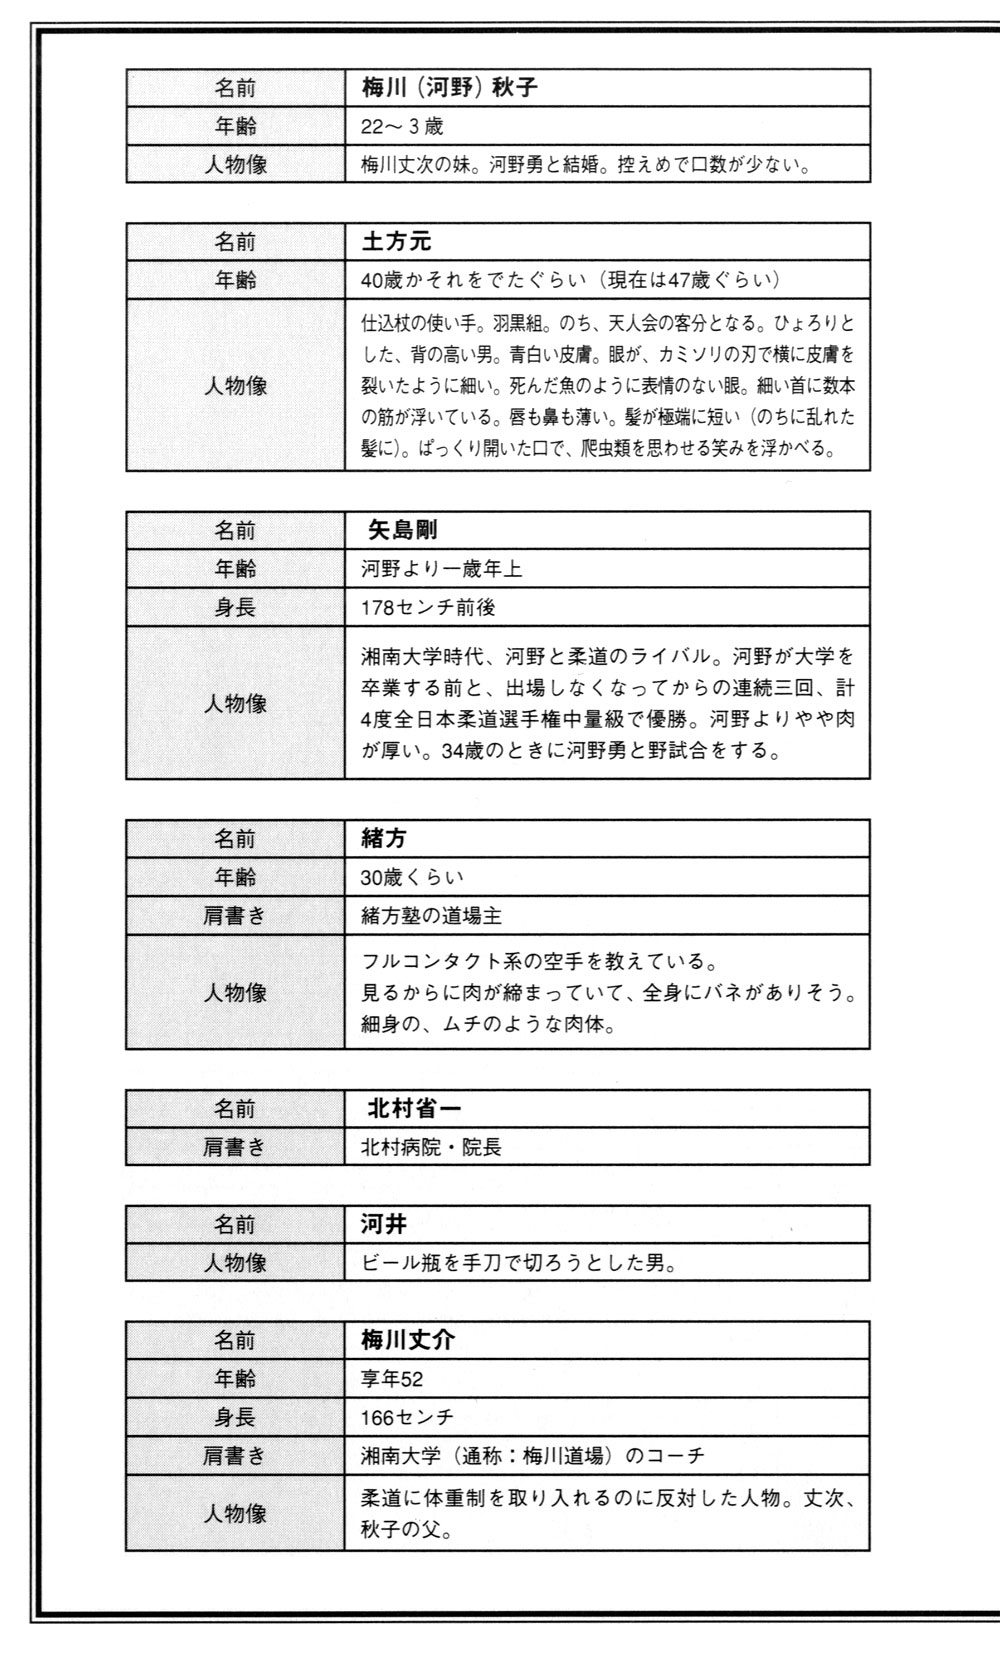 名前 梅川（河野）秋子
年齢 22〜３歳
人物像 梅川丈次の妹。河野勇と結婚。控えめで口数が少ない。
名前 土方元
年齢 40歳かそれをでたぐらい（現在は47歳ぐらい）
人物像
仕込杖の使い手。羽黒組。のち、天人会の客分となる。ひょろりと
した、背の高い男。青白い皮膚。眼が、カミソリの刃で横に皮膚を
裂いたように細い。死んだ魚のように表情のない眼。細い首に数本
の筋が浮いている。唇も鼻も薄い。髪が極端に短い（のちに乱れた
髪に）。ぱっくり開いた口で、爬虫類を思わせる笑みを浮かべる。
名前 矢島剛
年齢 河野より一歳年上
身長 178センチ前後
人物像
湘南大学時代、河野と柔道のライバル。河野が大学を
卒業する前と、出場しなくなってからの連続三回、計
4度全日本柔道選手権中量級で優勝。河野よりやや肉
が厚い。34歳のときに河野勇と野試合をする。
名前 緒方
年齢 30歳くらい
肩書き 緒方塾の道場主
人物像
フルコンタクト系の空手を教えている。
見るからに肉が締まっていて、全身にバネがありそう。
細身の、ムチのような肉体。
名前 北村省一
肩書き 北村病院・院長
名前 河井
人物像 ビール瓶を手刀で切ろうとした男。
名前 梅川丈介
年齢 享年52
身長 166センチ
肩書き 湘南大学（通称：梅川道場）のコーチ
人物像
柔道に体重制を取り入れるのに反対した人物。丈次、
秋子の父。